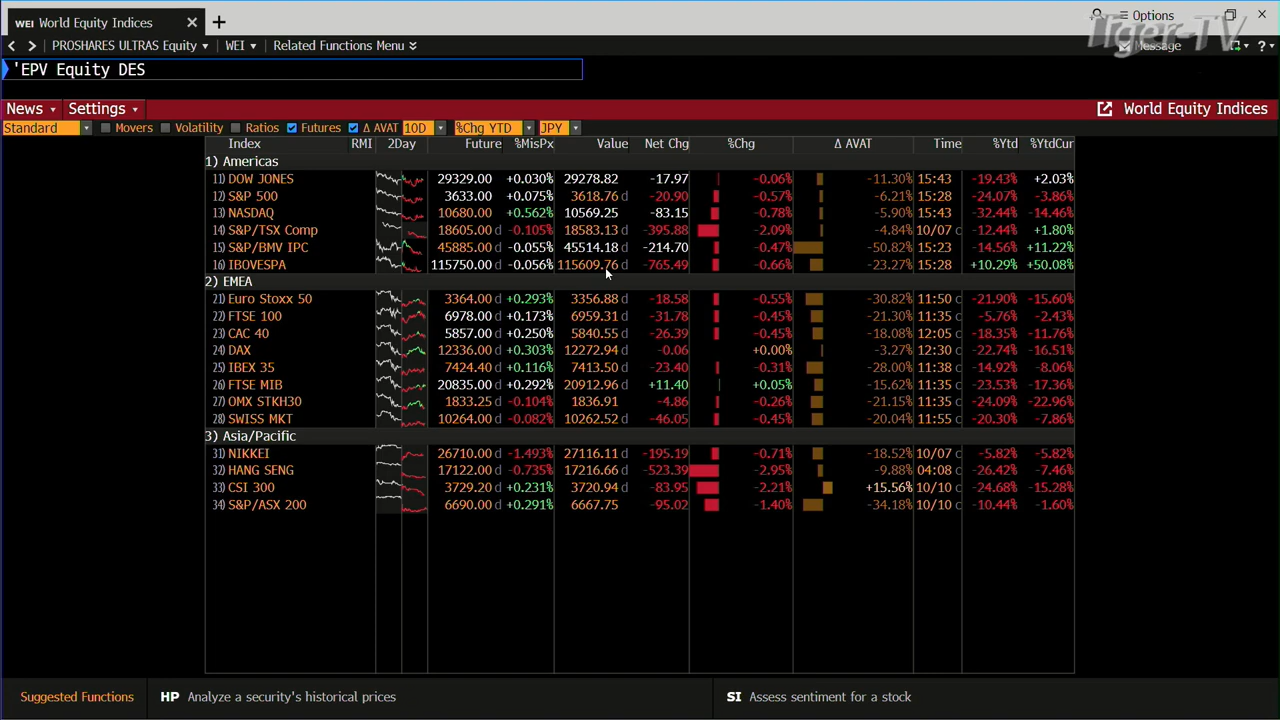 WEI World Equity Indices × +
Options
PROSHARES ULTRAS Equity WEI Related Functions Menu
Message ?
Tiger-TV
'EPV Equity DES
News Settings World Equity Indices
Standard Movers Volatility Ratios Futures Δ AVAT 10D %Chg YTD JPY
Index RMI 2Day Future %MisPx Value Net Chg %Chg Δ AVAT Time %Ytd %YtdCur
1) Americas
11) DOW JONES 29329.00 +0.030% 29278.82 -17.97 -0.06% -11.30% 15:43 -19.43% +2.03%
12) S&P 500 3633.00 +0.075% 3618.76 d -20.90 -0.57% -6.21% 15:28 -24.07% -3.86%
13) NASDAQ 10680.00 +0.562% 10569.25 -83.15 -0.78% -5.90% 15:43 -32.44% -14.46%
14) S&P/TSX Comp 18605.00 d -0.105% 18583.13 d -395.88 -2.09% -4.84% 10/07 c -12.44% +1.80%
15) S&P/BMV IPC 45885.00 d -0.055% 45514.18 d -214.70 -0.47% -50.82% 15:23 -14.56% +11.22%
16) IBOVESPA 115750.00 d -0.056% 115609.76 d -765.49 -0.66% -23.27% 15:28 +10.29% +50.08%
2) EMEA
21) Euro Stoxx 50 3364.00 d +0.293% 3356.88 d -18.58 -0.55% -30.82% 11:50 c -21.90% -15.60%
22) FTSE 100 6978.00 d +0.173% 6959.31 d -31.78 -0.45% -21.30% 11:35 c -5.76% -2.43%
23) CAC 40 5857.00 d +0.250% 5840.55 d -26.39 -0.45% -18.08% 12:05 c -18.35% -11.76%
24) DAX 12336.00 d +0.303% 12272.94 d -0.06 +0.00% -3.27% 12:30 c -22.74% -16.51%
25) IBEX 35 7424.40 d +0.116% 7413.50 d -23.40 -0.31% -28.00% 11:38 c -14.92% -8.06%
26) FTSE MIB 20835.00 d +0.292% 20912.96 d +11.40 +0.05% -15.62% 11:35 c -23.53% -17.36%
27) OMX STKH30 1833.25 d -0.104% 1836.91 d -4.86 -0.26% -21.15% 11:35 c -24.09% -22.96%
28) SWISS MKT 10264.00 d -0.082% 10262.52 d -46.05 -0.45% -20.04% 11:55 c -20.30% -7.86%
3) Asia/Pacific
31) NIKKEI 26710.00 d -1.493% 27116.11 d -195.19 -0.71% -18.52% 10/07 c -5.82% -5.82%
32) HANG SENG 17122.00 d -0.735% 17216.66 d -523.39 -2.95% -9.88% 04:08 c -26.42% -7.46%
33) CSI 300 3729.20 d +0.231% 3720.94 d -83.95 -2.21% +15.56% 10/10 c -24.68% -15.28%
34) S&P/ASX 200 6690.00 d +0.291% 6667.75 -95.02 -1.40% -34.18% 10/10 c -10.44% -1.60%
Suggested Functions HP Analyze a security's historical prices SI Assess sentiment for a stock